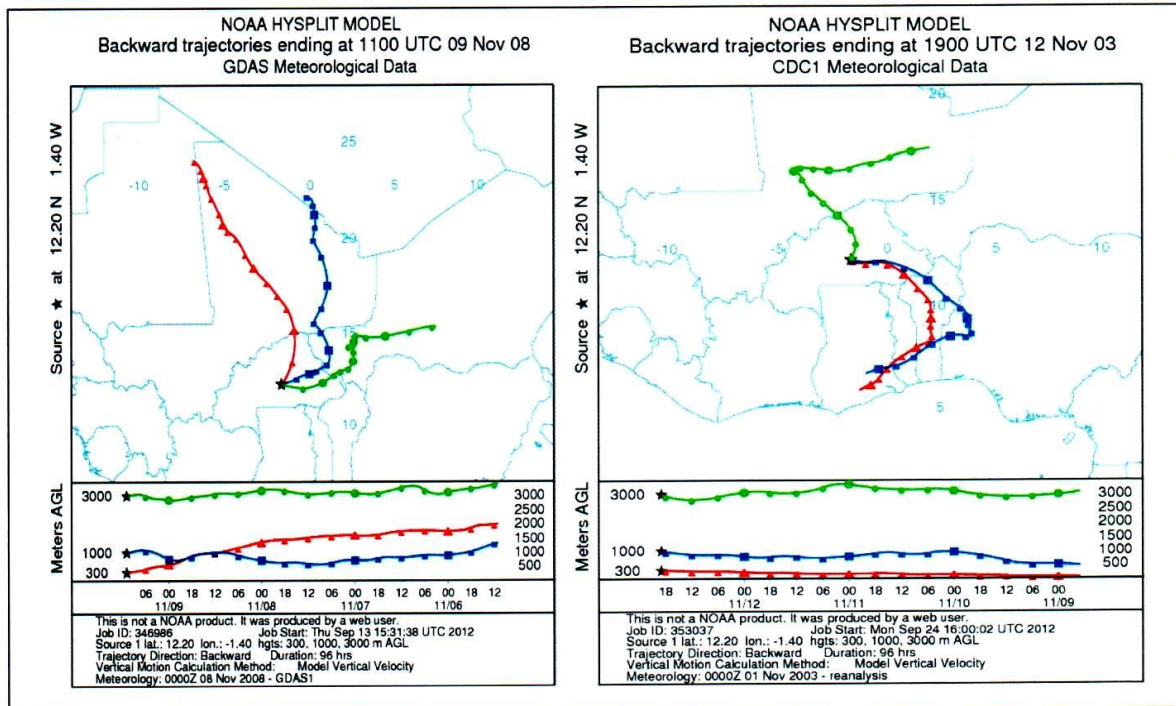 NOAA HYSPLIT MODEL
Backward trajectories ending at 1100 UTC 09 Nov 08
GDAS Meteorological Data
Source ★ at 12.20 N 1.40 W
25
-10
-5
0
5
10
20
15
10
Meters AGL
3000
1000
300
3000
2500
2000
1500
1000
500
06 00 18 12 06 00 18 12 06 00 18 12 06 00 18 12
11/09 11/08 11/07 11/06
This is not a NOAA product. It was produced by a web user.
Job ID: 346986 Job Start: Thu Sep 13 15:31:38 UTC 2012
Source 1 lat.: 12.20 lon.: -1.40 hgts: 300, 1000, 3000 m AGL
Trajectory Direction: Backward Duration: 96 hrs
Vertical Motion Calculation Method: Model Vertical Velocity
Meteorology: 0000Z 08 Nov 2008 - GDAS1
NOAA HYSPLIT MODEL
Backward trajectories ending at 1900 UTC 12 Nov 03
CDC1 Meteorological Data
Source ★ at 12.20 N 1.40 W
20
15
-10
-5
0
5
10
10
5
Meters AGL
3000
1000
300
3000
2500
2000
1500
1000
500
18 12 06 00 18 12 06 00 18 12 06 00 18 12 06 00
11/12 11/11 11/10 11/09
This is not a NOAA product. It was produced by a web user.
Job ID: 353037 Job Start: Mon Sep 24 16:00:02 UTC 2012
Source 1 lat.: 12.20 lon.: -1.40 hgts: 300, 1000, 3000 m AGL
Trajectory Direction: Backward Duration: 96 hrs
Vertical Motion Calculation Method: Model Vertical Velocity
Meteorology: 0000Z 01 Nov 2003 - reanalysis